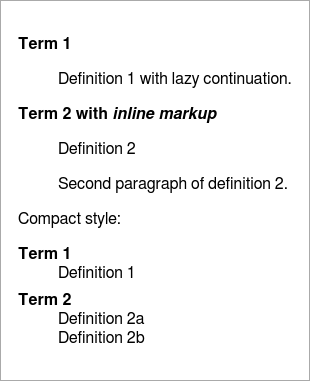 Term 1
Definition 1 with lazy continuation.
Term 2 with inline markup
Definition 2
Second paragraph of definition 2.
Compact style:
Term 1
Definition 1
Term 2
Definition 2a
Definition 2b